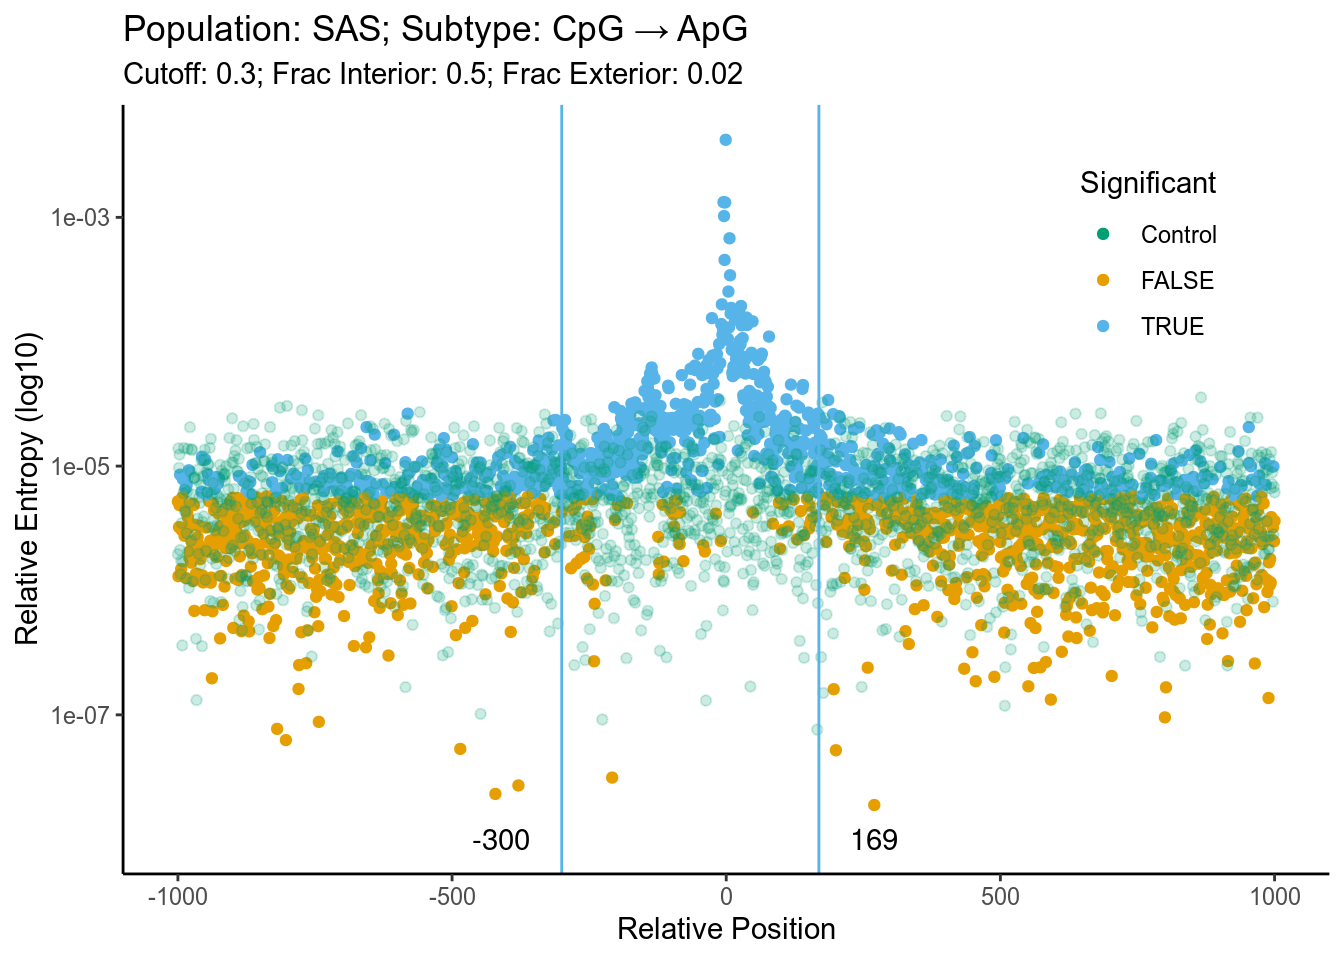 Population: SAS; Subtype: CpG → ApG
Cutoff: 0.3; Frac Interior: 0.5; Frac Exterior: 0.02
Significant
Control
FALSE
TRUE
1e-03
1e-05
1e-07
Relative Entropy (log10)
-300
169
-1000
-500
0
500
1000
Relative Position